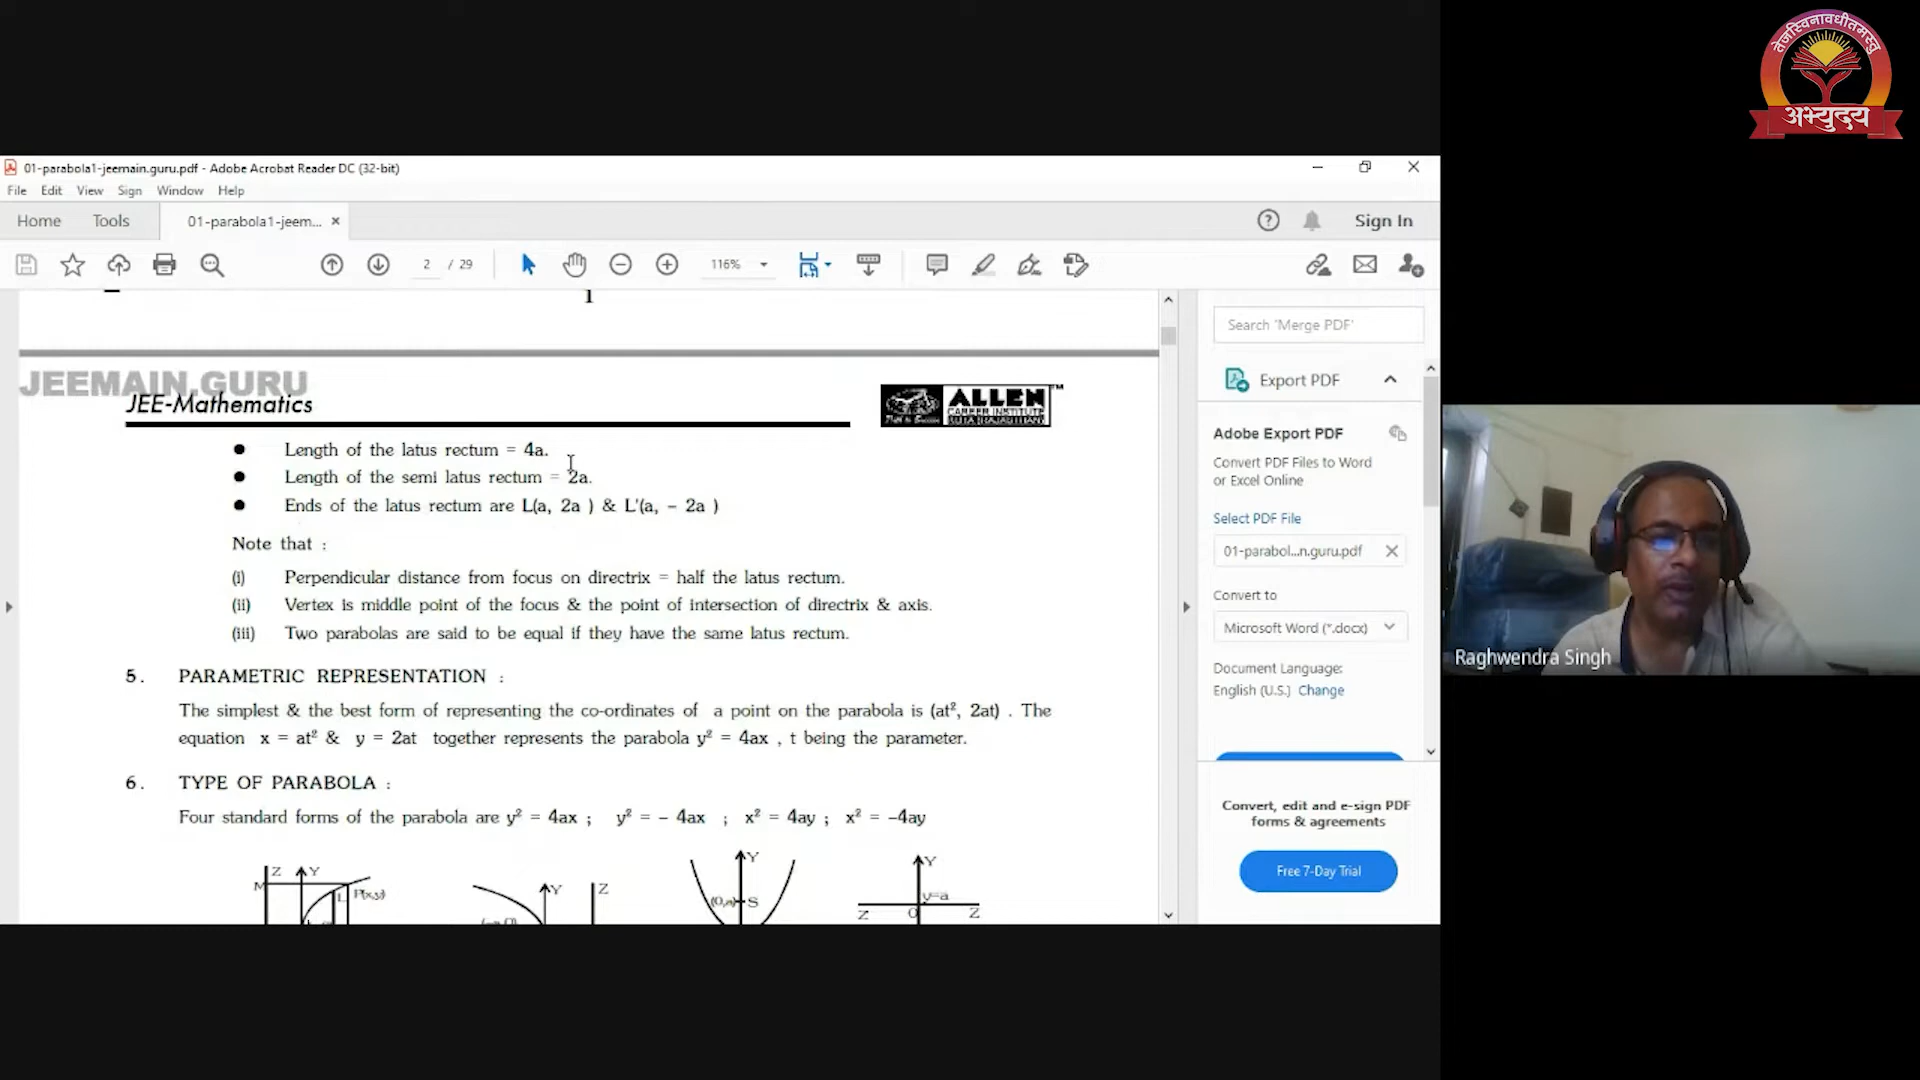 तेजस्विनावधीतमस्तु
अभ्युदय
01-parabola1-jeemain.guru.pdf - Adobe Acrobat Reader DC (32-bit)
File Edit View Sign Window Help
Home Tools 01-parabola1-jeem... × Sign In
2 / 29 116%
1
Search 'Merge PDF'
Export PDF
Adobe Export PDF
Convert PDF Files to Word
or Excel Online
Select PDF File
01-parabol...n.guru.pdf
Convert to
Microsoft Word (*.docx)
Document Language:
English (U.S.) Change
Convert, edit and e-sign PDF
forms & agreements
Free 7-Day Trial
JEEMAIN.GURU
JEE-Mathematics
ALLEN
CAREER INSTITUTE
KOTA (RAJASTHAN)
TM
● Length of the latus rectum = 4a.
● Length of the semi latus rectum = 2a.
● Ends of the latus rectum are L(a, 2a ) & L'(a, − 2a )
Note that :
(i) Perpendicular distance from focus on directrix = half the latus rectum.
(ii) Vertex is middle point of the focus & the point of intersection of directrix & axis.
(iii) Two parabolas are said to be equal if they have the same latus rectum.
5. PARAMETRIC REPRESENTATION :
The simplest & the best form of representing the co-ordinates of a point on the parabola is (at², 2at) . The
equation x = at² & y = 2at together represents the parabola y² = 4ax , t being the parameter.
6. TYPE OF PARABOLA :
Four standard forms of the parabola are y² = 4ax ; y² = − 4ax ; x² = 4ay ; x² = −4ay
Z Y
M P(x,y)
L
Y Z
Y
(0,a) S
Y
y=a
Z O Z
Raghwendra Singh